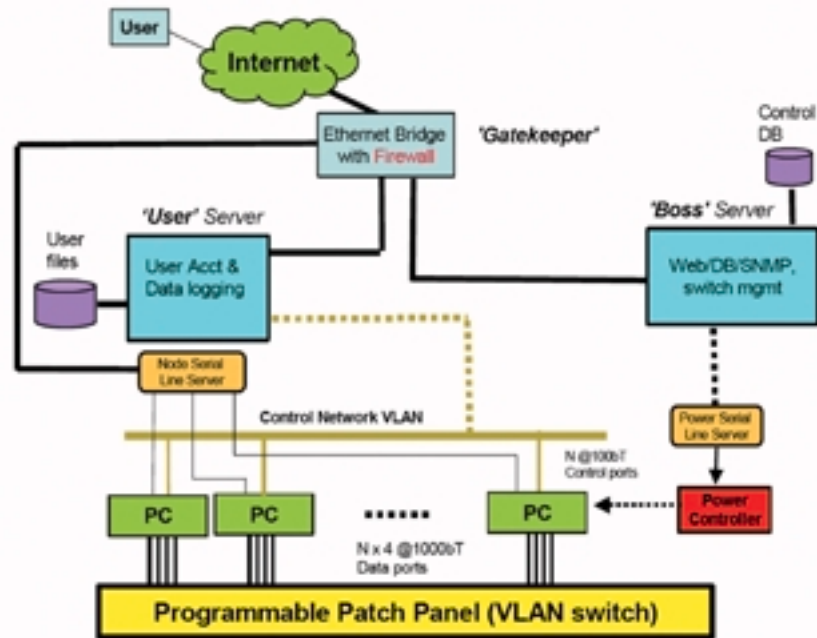 User
Internet
Ethernet Bridge
with Firewall
'Gatekeeper'
Control
DB
'User' Server
'Boss' Server
User
files
User Acct &
Data logging
Web/DB/SNMP,
switch mgmt
Node Serial
Line Server
Control Network VLAN
Power Serial
Line Server
N @100bT
Control ports
PC
PC
PC
Power
Controller
N x 4 @1000bT
Data ports
Programmable Patch Panel (VLAN switch)